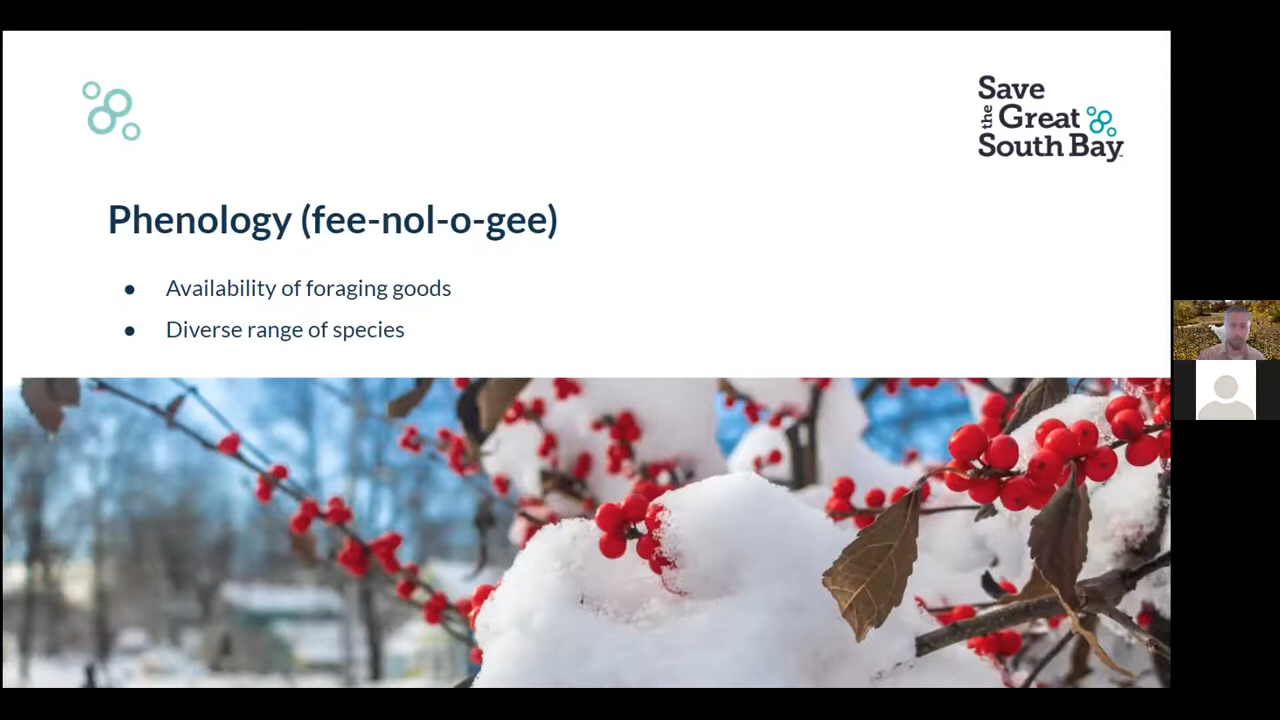 Save
the Great
South Bay
Phenology (fee-nol-o-gee)
● Availability of foraging goods
● Diverse range of species